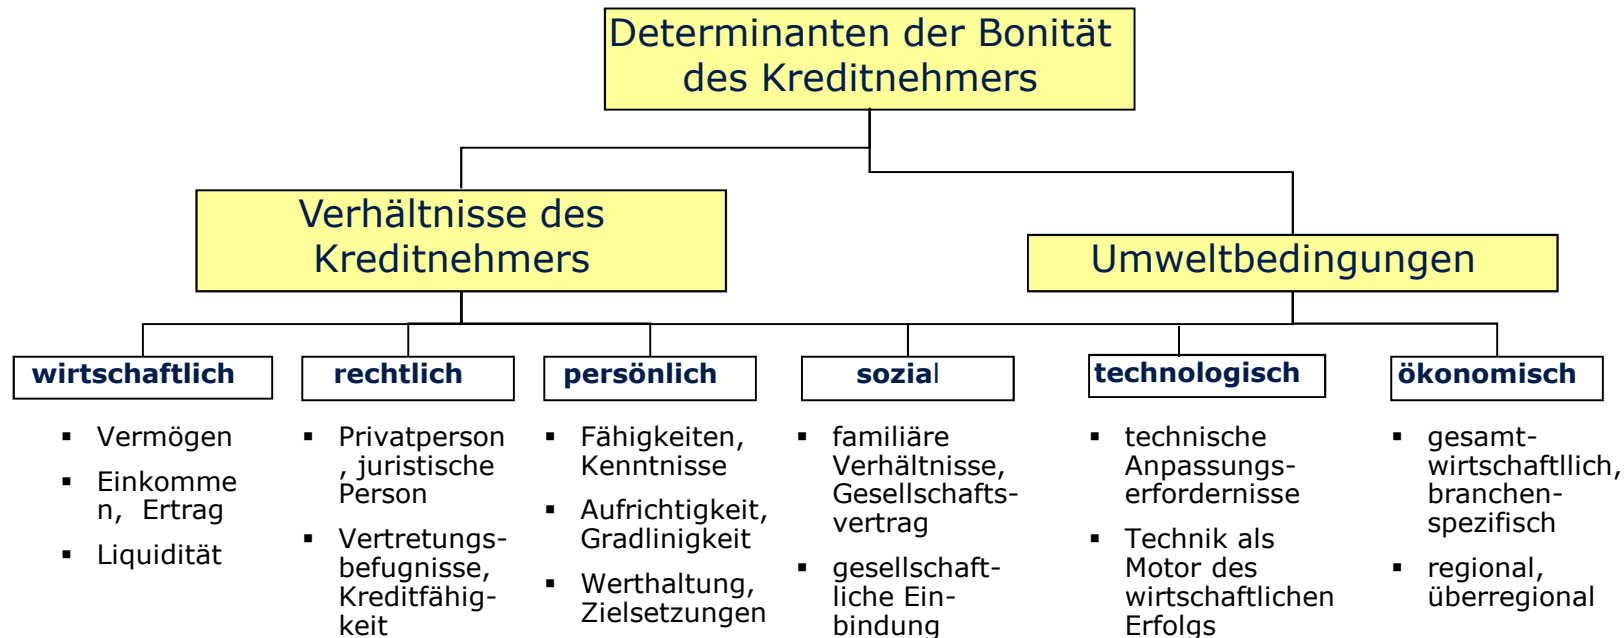 Determinanten der Bonität
des Kreditnehmers
Verhältnisse des
Kreditnehmers
Umweltbedingungen
wirtschaftlich
▪ Vermögen
▪ Einkomme
n, Ertrag
▪ Liquidität
rechtlich
▪ Privatperson
, juristische
Person
▪ Vertretungs-
befugnisse,
Kreditfähig-
keit
persönlich
▪ Fähigkeiten,
Kenntnisse
▪ Aufrichtigkeit,
Gradlinigkeit
▪ Werthaltung,
Zielsetzungen
sozial
▪ familiäre
Verhältnisse,
Gesellschafts-
vertrag
▪ gesellschaft-
liche Ein-
bindung
technologisch
▪ technische
Anpassungs-
erfordernisse
▪ Technik als
Motor des
wirtschaftlichen
Erfolgs
ökonomisch
▪ gesamt-
wirtschaftllich,
branchen-
spezifisch
▪ regional,
überregional